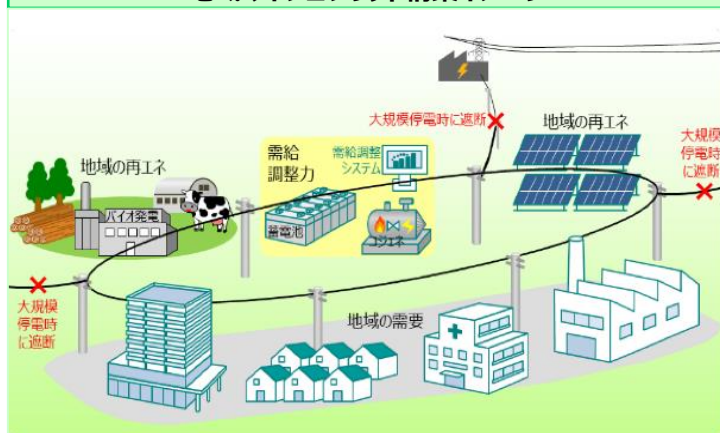 大規模停電時に遮断
地域の再エネ
大規模
停電時
に遮断
需給
調整力
需給調整
システム
地域の再エネ
バイオ発電
蓄電池
コジェネ
大規模
停電時
に遮断
地域の需要